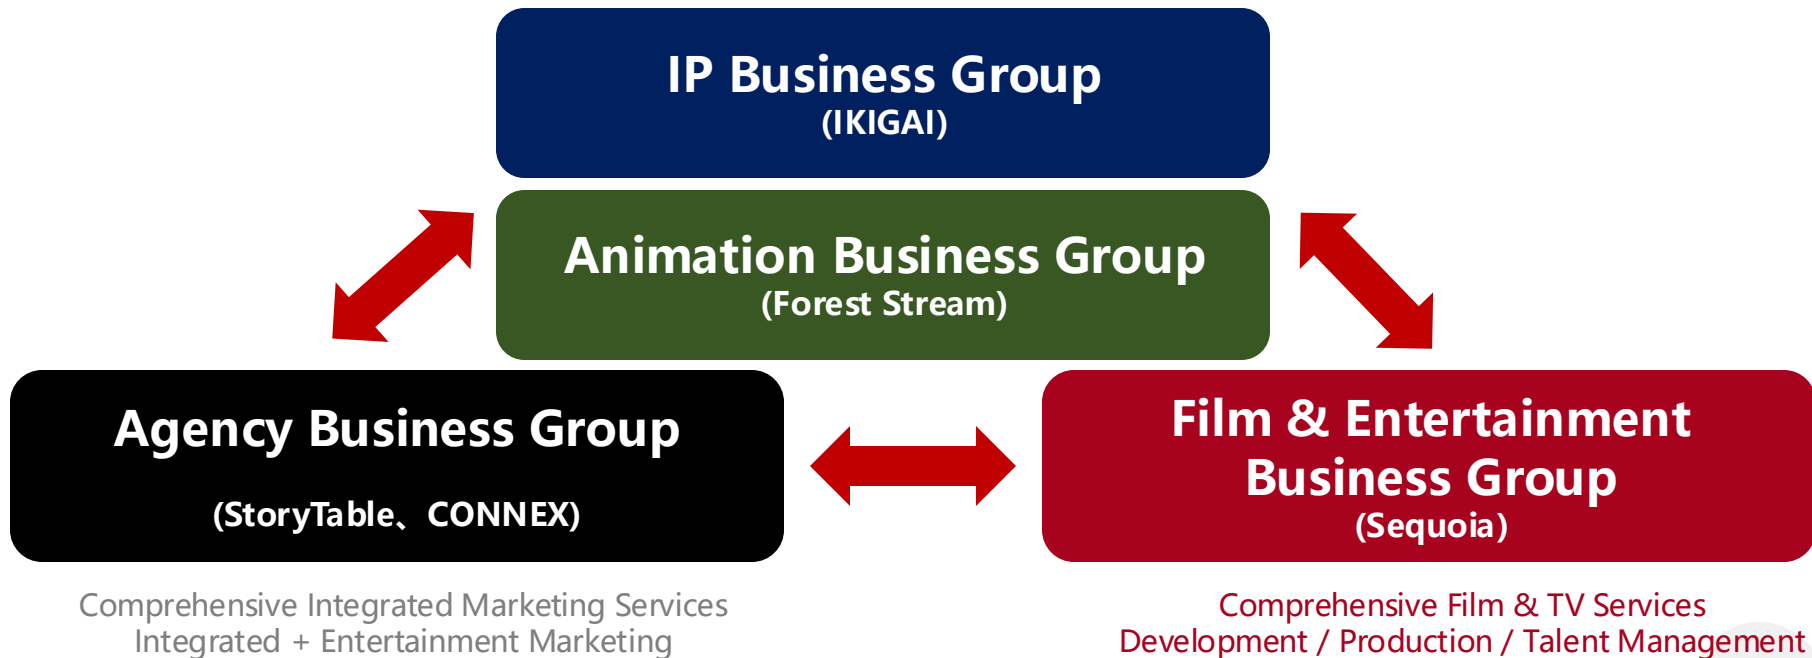 IP Business Group
(IKIGAI)
Animation Business Group
(Forest Stream)
Agency Business Group
(StoryTable、CONNEX)
Film & Entertainment
Business Group
(Sequoia)
Comprehensive Integrated Marketing Services
Integrated + Entertainment Marketing
Comprehensive Film & TV Services
Development / Production / Talent Management